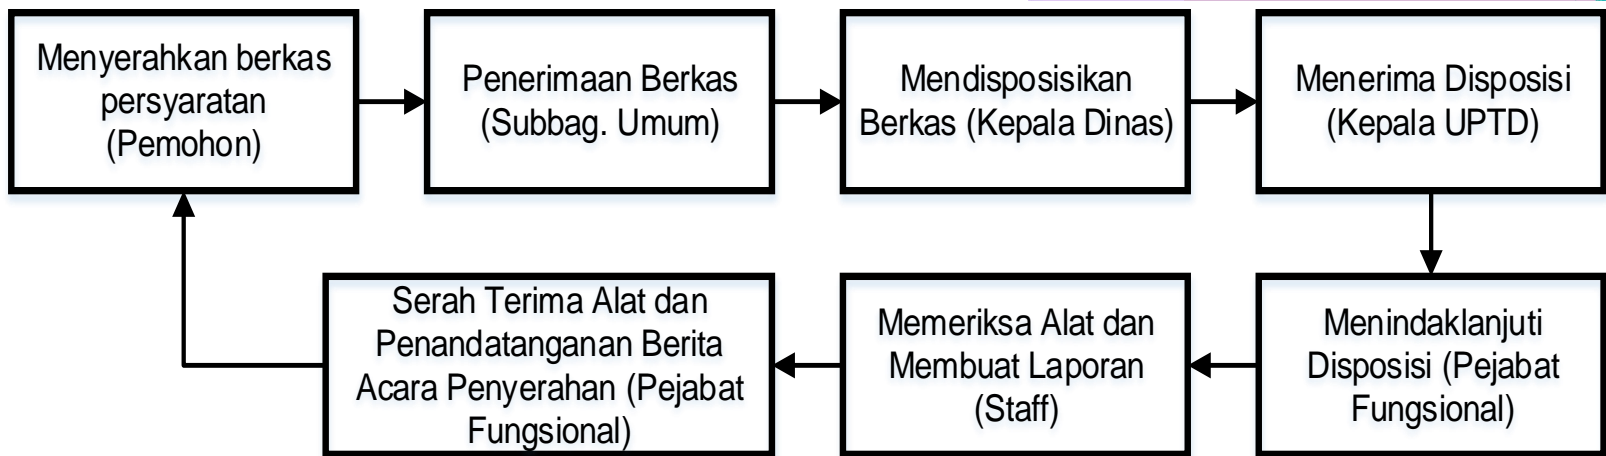 Menyerahkan berkas
persyaratan
(Pemohon)
Penerimaan Berkas
(Subbag. Umum)
Mendisposisikan
Berkas (Kepala Dinas)
Menerima Disposisi
(Kepala UPTD)
Menindaklanjuti
Disposisi (Pejabat
Fungsional)
Memeriksa Alat dan
Membuat Laporan
(Staff)
Serah Terima Alat dan
Penandatanganan Berita
Acara Penyerahan (Pejabat
Fungsional)